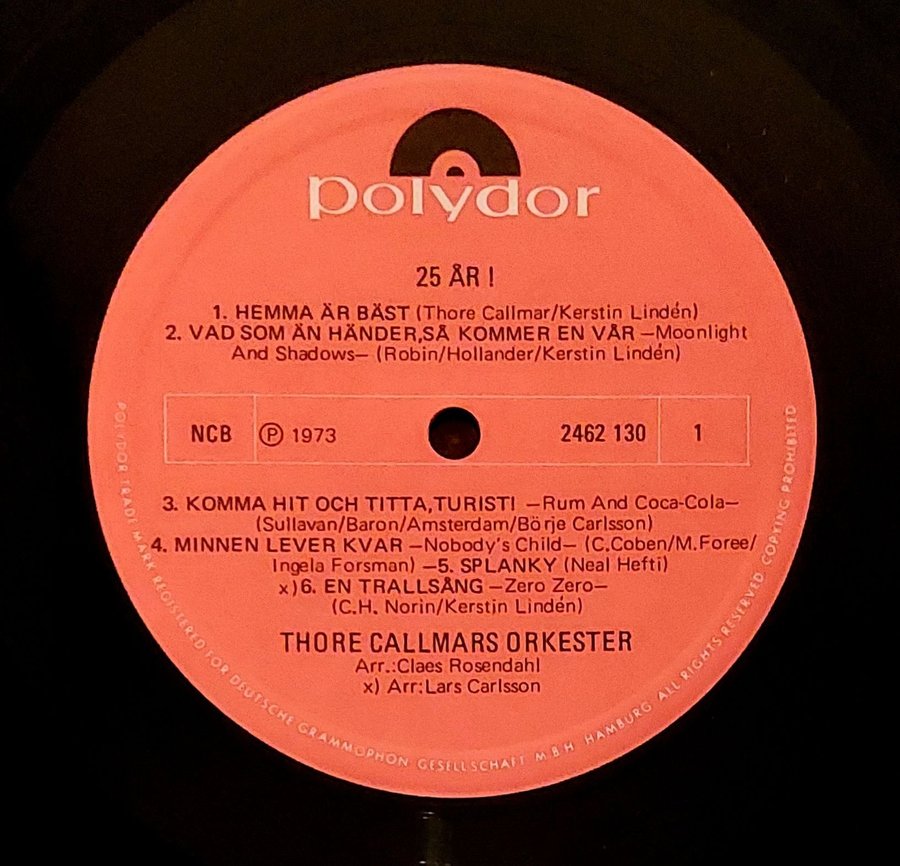 polydor
25 ÅR !
1. HEMMA ÄR BÄST (Thore Callmar/Kerstin Lindén)
2. VAD SOM ÄN HÄNDER,SÅ KOMMER EN VÅR —Moonlight
And Shadows— (Robin/Hollander/Kerstin Lindén)
NCB Ⓟ 1973 2462 130 1
3. KOMMA HIT OCH TITTA,TURIST! —Rum And Coca-Cola—
(Sullavan/Baron/Amsterdam/Börje Carlsson)
4. MINNEN LEVER KVAR —Nobody's Child— (C.Coben/M.Foree/
Ingela Forsman) —5. SPLANKY (Neal Hefti)
x)6. EN TRALLSÅNG —Zero Zero—
(C.H. Norin/Kerstin Lindén)
THORE CALLMARS ORKESTER
Arr.:Claes Rosendahl
x) Arr:Lars Carlsson
POLYDOR TRADE MARK REGISTERED FOR DEUTSCHE GRAMMOPHON GESELLSCHAFT M B H HAMBURG ALL RIGHTS RESERVED COPYING PROHIBITED